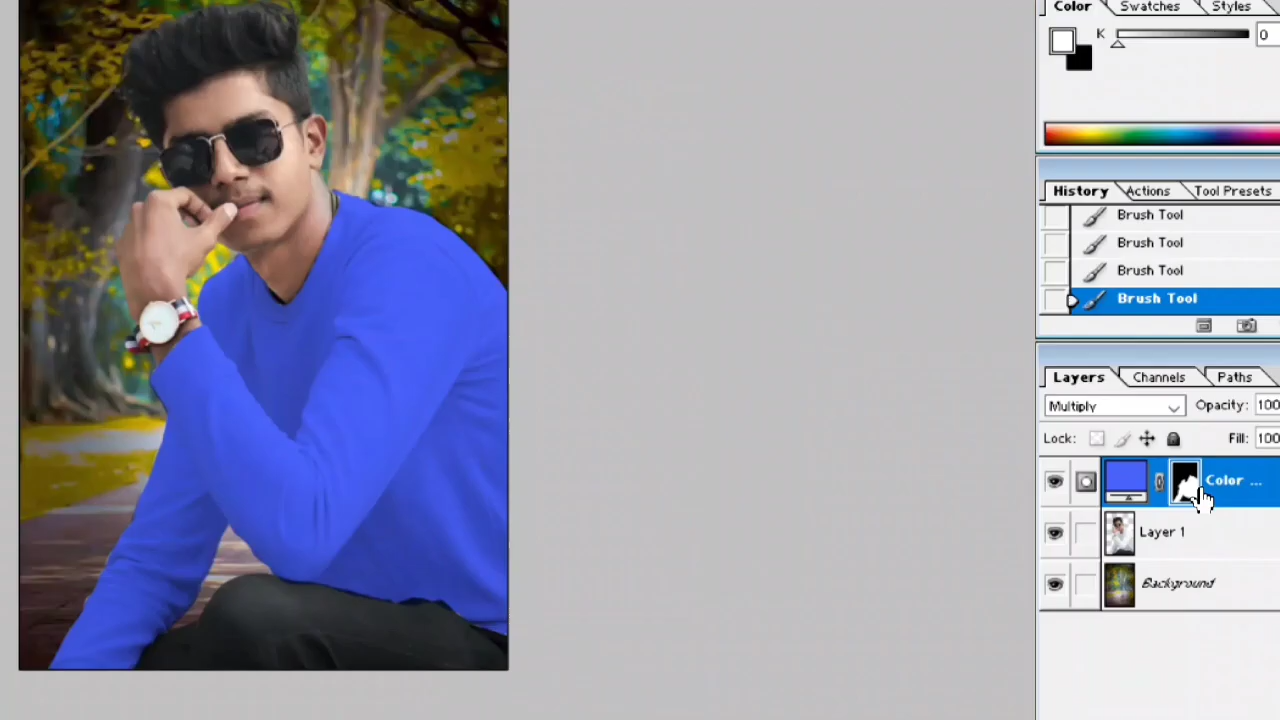 Color Swatches Styles
K 0
History Actions Tool Presets
Brush Tool
Brush Tool
Brush Tool
Brush Tool
Layers Channels Paths
Multiply Opacity: 100
Lock: Fill: 100
Color ...
Layer 1
Background